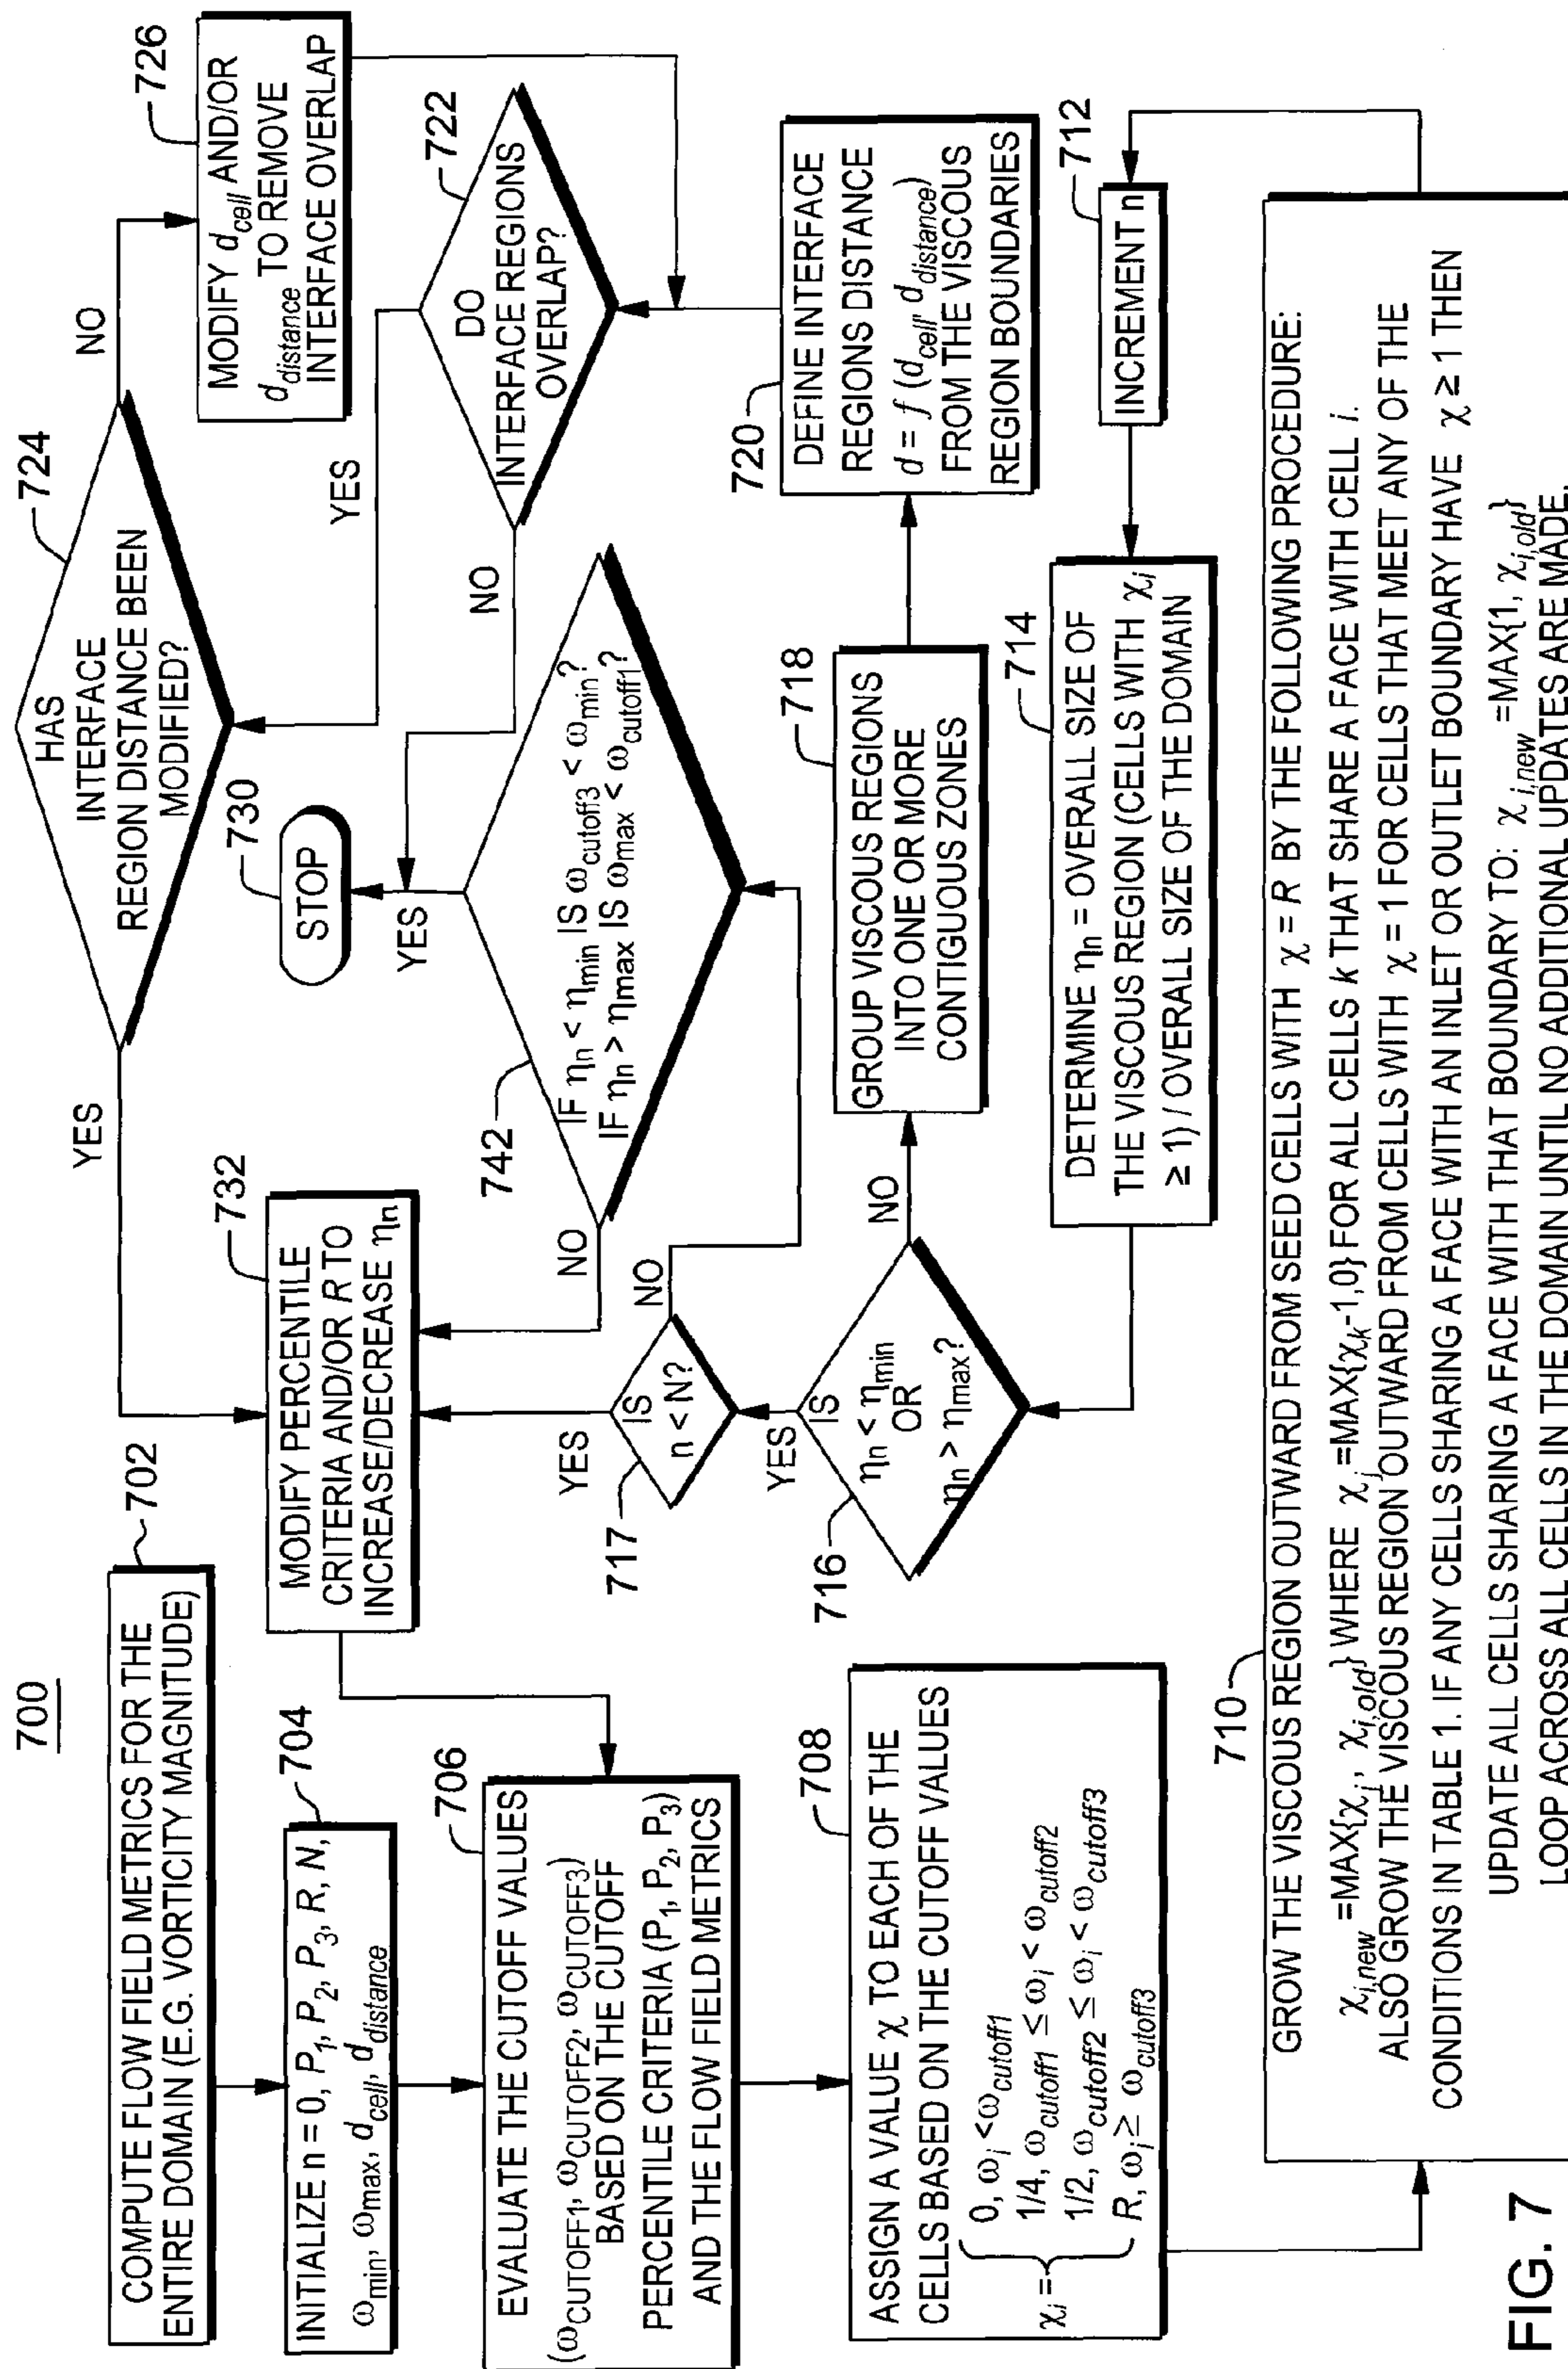 700
702
COMPUTE FLOW FIELD METRICS FOR THE
ENTIRE DOMAIN (E.G. VORTICITY MAGNITUDE)
704
INITIALIZE n = 0, P1, P2, P3, R, N,
ωmin, ωmax, dcell, ddistance
706
EVALUATE THE CUTOFF VALUES
(ωCUTOFF1, ωCUTOFF2, ωCUTOFF3)
BASED ON THE CUTOFF
PERCENTILE CRITERIA (P1, P2, P3)
AND THE FLOW FIELD METRICS
708
ASSIGN A VALUE χ TO EACH OF THE
CELLS BASED ON THE CUTOFF VALUES
χi =
0, ωi <ωcutoff1
1/4, ωcutoff1 ≤ ωi < ωcutoff2
1/2, ωcutoff2 ≤ ωi < ωcutoff3
R, ωi ≥ ωcutoff3
710
GROW THE VISCOUS REGION OUTWARD FROM SEED CELLS WITH χ = R BY THE FOLLOWING PROCEDURE:
χi,new =MAX{χj, χi,old} WHERE χj =MAX{χk-1,0} FOR ALL CELLS k THAT SHARE A FACE WITH CELL i.
ALSO GROW THE VISCOUS REGION OUTWARD FROM CELLS WITH χ = 1 FOR CELLS THAT MEET ANY OF THE
CONDITIONS IN TABLE 1. IF ANY CELLS SHARING A FACE WITH AN INLET OR OUTLET BOUNDARY HAVE χ ≥ 1 THEN
UPDATE ALL CELLS SHARING A FACE WITH THAT BOUNDARY TO: χi,new =MAX{1, χi,old}
LOOP ACROSS ALL CELLS IN THE DOMAIN UNTIL NO ADDITIONAL UPDATES ARE MADE.
712
INCREMENT n
714
DETERMINE ηn = OVERALL SIZE OF
THE VISCOUS REGION (CELLS WITH χi
≥ 1) / OVERALL SIZE OF THE DOMAIN
716
IS
ηn < ηmin
OR
ηn > ηmax?
YES
NO
717
IS
n < N?
YES
NO
718
GROUP VISCOUS REGIONS
INTO ONE OR MORE
CONTIGUOUS ZONES
720
DEFINE INTERFACE
REGIONS DISTANCE
d = f (dcell, ddistance)
FROM THE VISCOUS
REGION BOUNDARIES
722
DO
INTERFACE REGIONS
OVERLAP?
YES
NO
724
HAS
INTERFACE
REGION DISTANCE BEEN
MODIFIED?
YES
NO
726
MODIFY dcell AND/OR
ddistance TO REMOVE
INTERFACE OVERLAP
730
STOP
732
MODIFY PERCENTILE
CRITERIA AND/OR R TO
INCREASE/DECREASE ηn
742
IF ηn < ηmin IS ωcutoff3 < ωmin?
IF ηn > ηmax IS ωmax < ωcutoff1?
YES
NO
FIG. 7